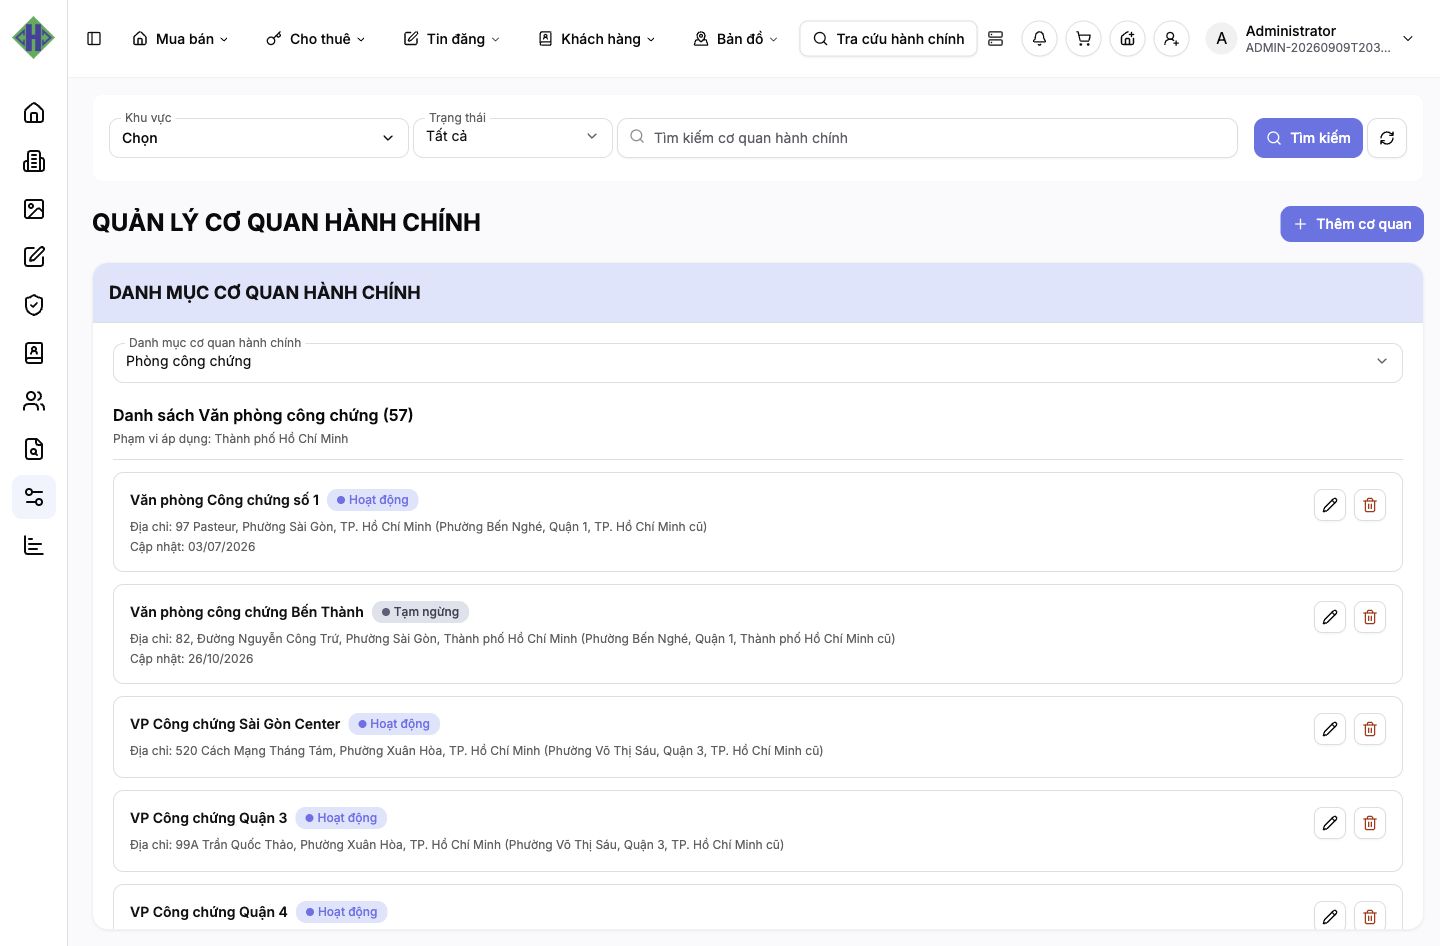 Mua bán
Cho thuê
Tin đăng
Khách hàng
Bản đồ
Tra cứu hành chính
A
Administrator
ADMIN-20260909T203...
Khu vực
Chọn
Trạng thái
Tất cả
Tìm kiếm cơ quan hành chính
Tìm kiếm
QUẢN LÝ CƠ QUAN HÀNH CHÍNH
Thêm cơ quan
DANH MỤC CƠ QUAN HÀNH CHÍNH
Danh mục cơ quan hành chính
Phòng công chứng
Danh sách Văn phòng công chứng (57)
Phạm vi áp dụng: Thành phố Hồ Chí Minh
Văn phòng Công chứng số 1 Hoạt động
Địa chỉ: 97 Pasteur, Phường Sài Gòn, TP. Hồ Chí Minh (Phường Bến Nghé, Quận 1, TP. Hồ Chí Minh cũ)
Cập nhật: 03/07/2026
Văn phòng công chứng Bến Thành Tạm ngừng
Địa chỉ: 82, Đường Nguyễn Công Trứ, Phường Sài Gòn, Thành phố Hồ Chí Minh (Phường Bến Nghé, Quận 1, Thành phố Hồ Chí Minh cũ)
Cập nhật: 26/10/2026
VP Công chứng Sài Gòn Center Hoạt động
Địa chỉ: 520 Cách Mạng Tháng Tám, Phường Xuân Hòa, TP. Hồ Chí Minh (Phường Võ Thị Sáu, Quận 3, TP. Hồ Chí Minh cũ)
VP Công chứng Quận 3 Hoạt động
Địa chỉ: 99A Trần Quốc Thảo, Phường Xuân Hòa, TP. Hồ Chí Minh (Phường Võ Thị Sáu, Quận 3, TP. Hồ Chí Minh cũ)
VP Công chứng Quận 4 Hoạt động